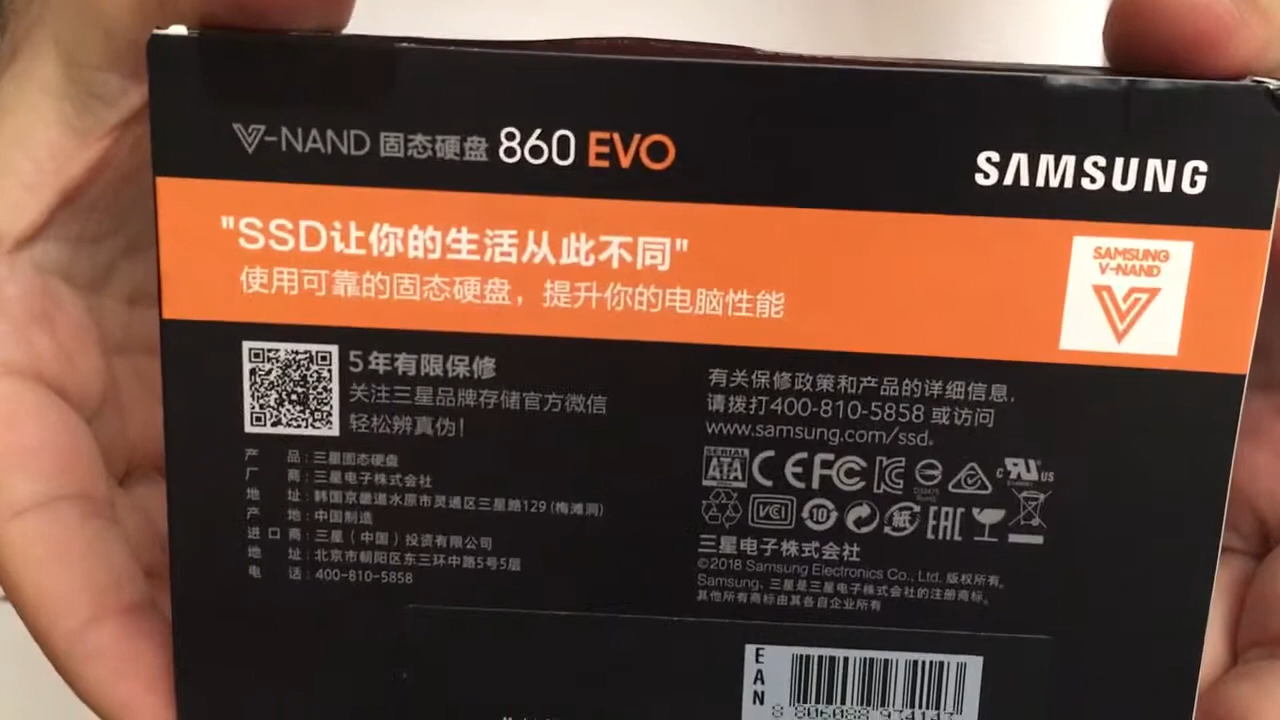 V-NAND 固态硬盘 860 EVO
SAMSUNG
"SSD让你的生活从此不同"
使用可靠的固态硬盘，提升你的电脑性能
SAMSUNG
V-NAND
5年有限保修
关注三星品牌存储官方微信
轻松辨真伪!
产 品：三星固态硬盘
厂 商：三星电子株式会社
地 址：韩国京畿道水原市灵通区三星路129 (梅滩洞)
产 地：中国制造
进 口 商：三星（中国）投资有限公司
地 址：北京市朝阳区东三环中路5号5层
电 话：400-810-5858
有关保修政策和产品的详细信息，
请拨打400-810-5858 或访问
www.samsung.com/ssd。
SERIAL
ATA
CE FC
C UL US
VCI
10
紙
EAC
三星电子株式会社
©2018 Samsung Electronics Co., Ltd. 版权所有。
Samsung、三星是三星电子株式会社的注册商标。
其他所有商标由其各自企业所有
EAN
8 806088 974147